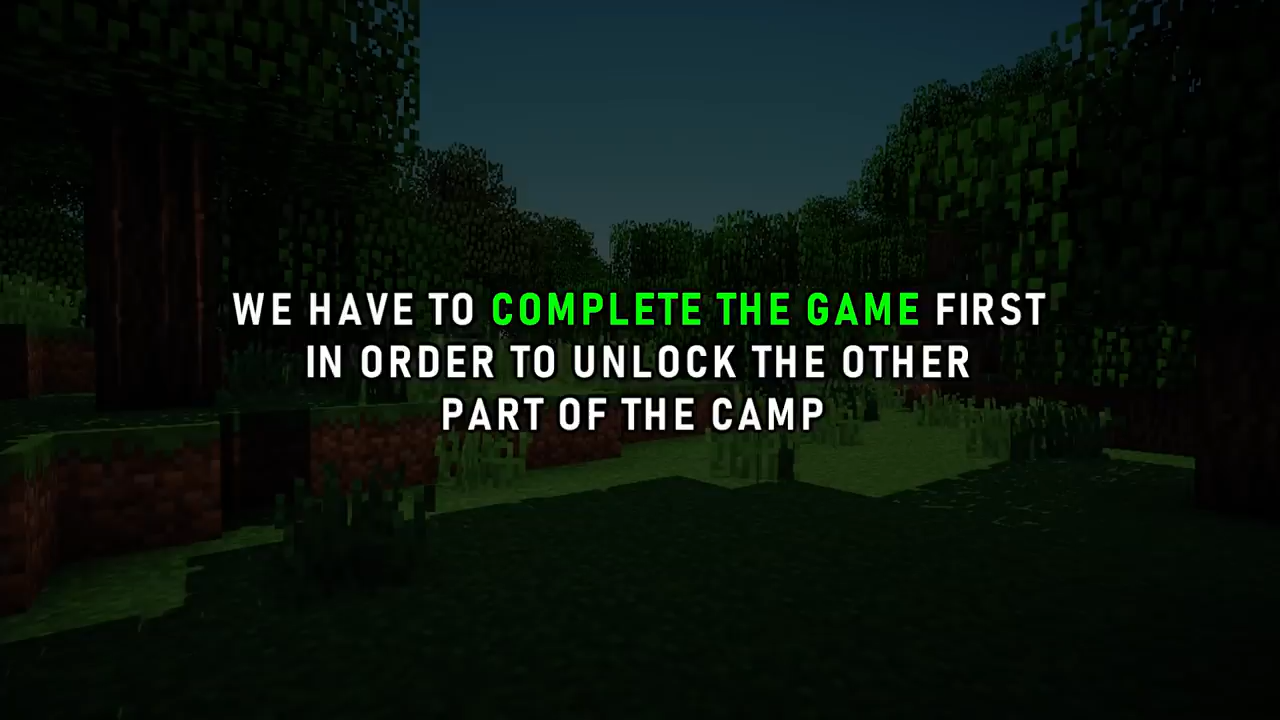 WE HAVE TO COMPLETE THE GAME FIRST
IN ORDER TO UNLOCK THE OTHER
PART OF THE CAMP